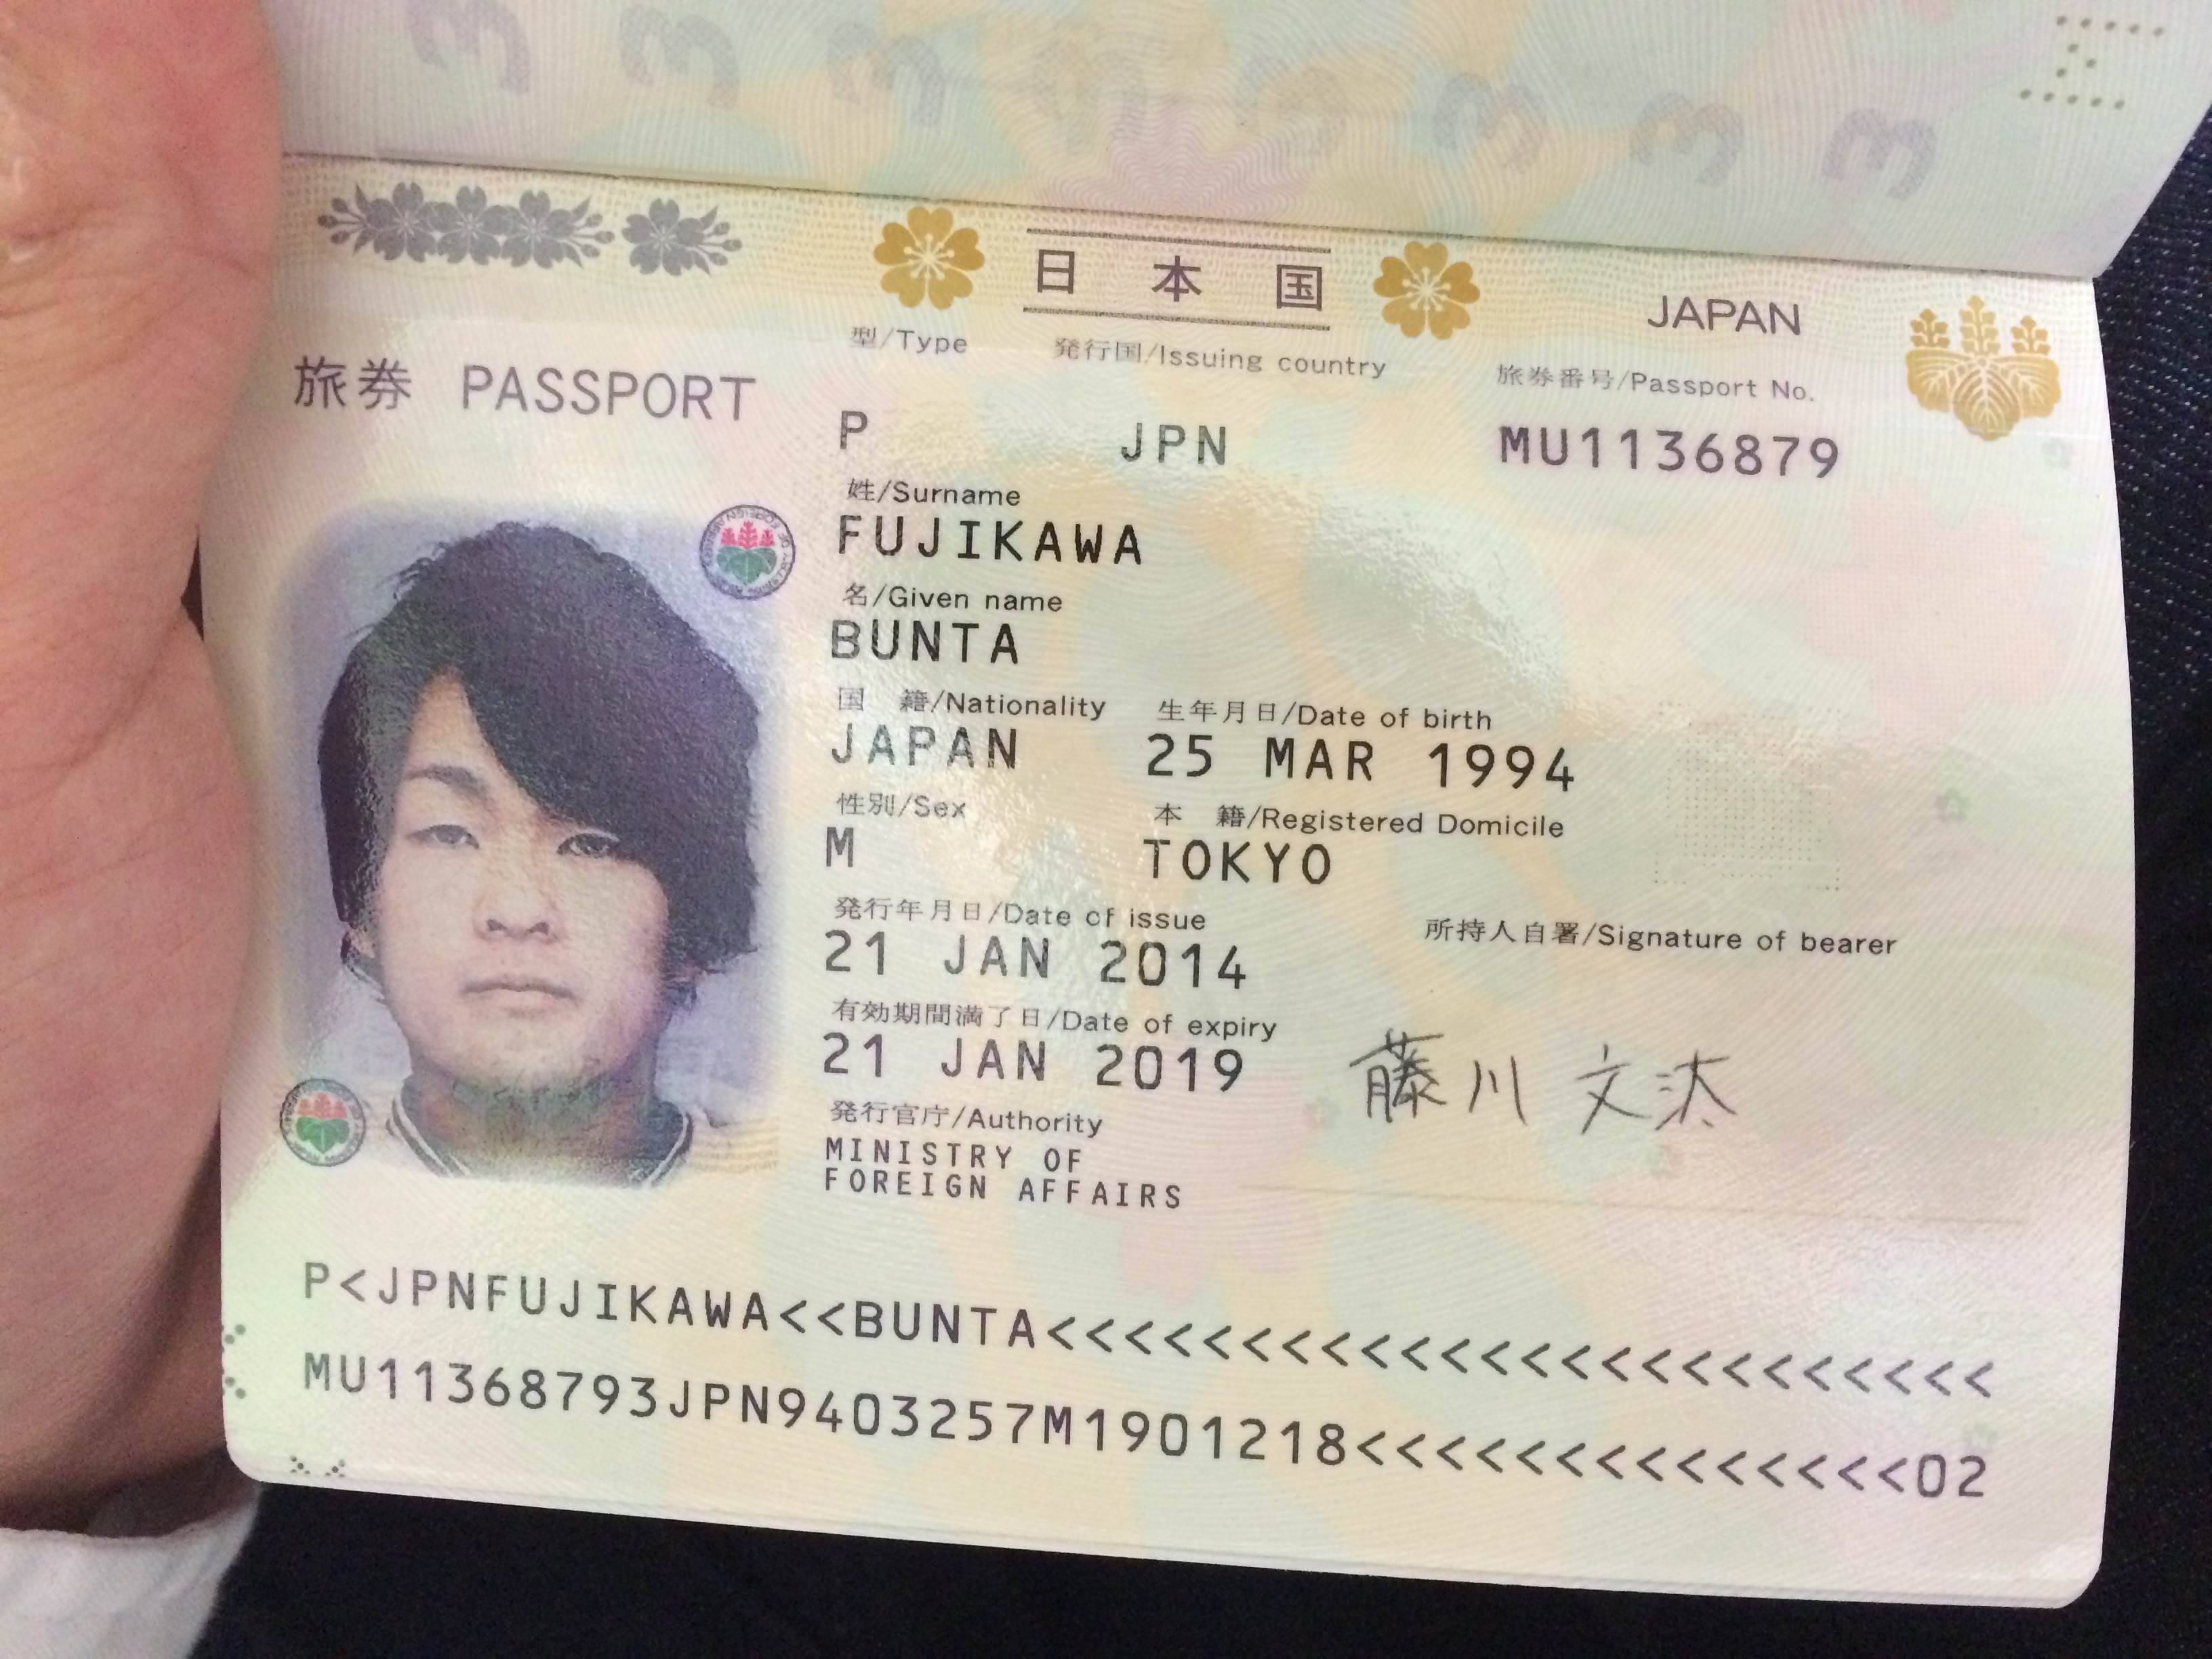 日本国 JAPAN
旅券 PASSPORT
型/Type 発行国/Issuing country 旅券番号/Passport No.
P JPN MU1136879
姓/Surname
FUJIKAWA
名/Given name
BUNTA
国 籍/Nationality 生年月日/Date of birth
JAPAN 25 MAR 1994
性別/Sex 本 籍/Registered Domicile
M TOKYO
発行年月日/Date of issue 所持人自署/Signature of bearer
21 JAN 2014
有効期間満了日/Date of expiry
21 JAN 2019
藤川 文汰
発行官庁/Authority
MINISTRY OF
FOREIGN AFFAIRS
P<JPNFUJIKAWA<<BUNTA<<<<<<<<<<<<<<<<<<<<<<<<
MU11368793JPN9403257M1901218<<<<<<<<<<<<<<02